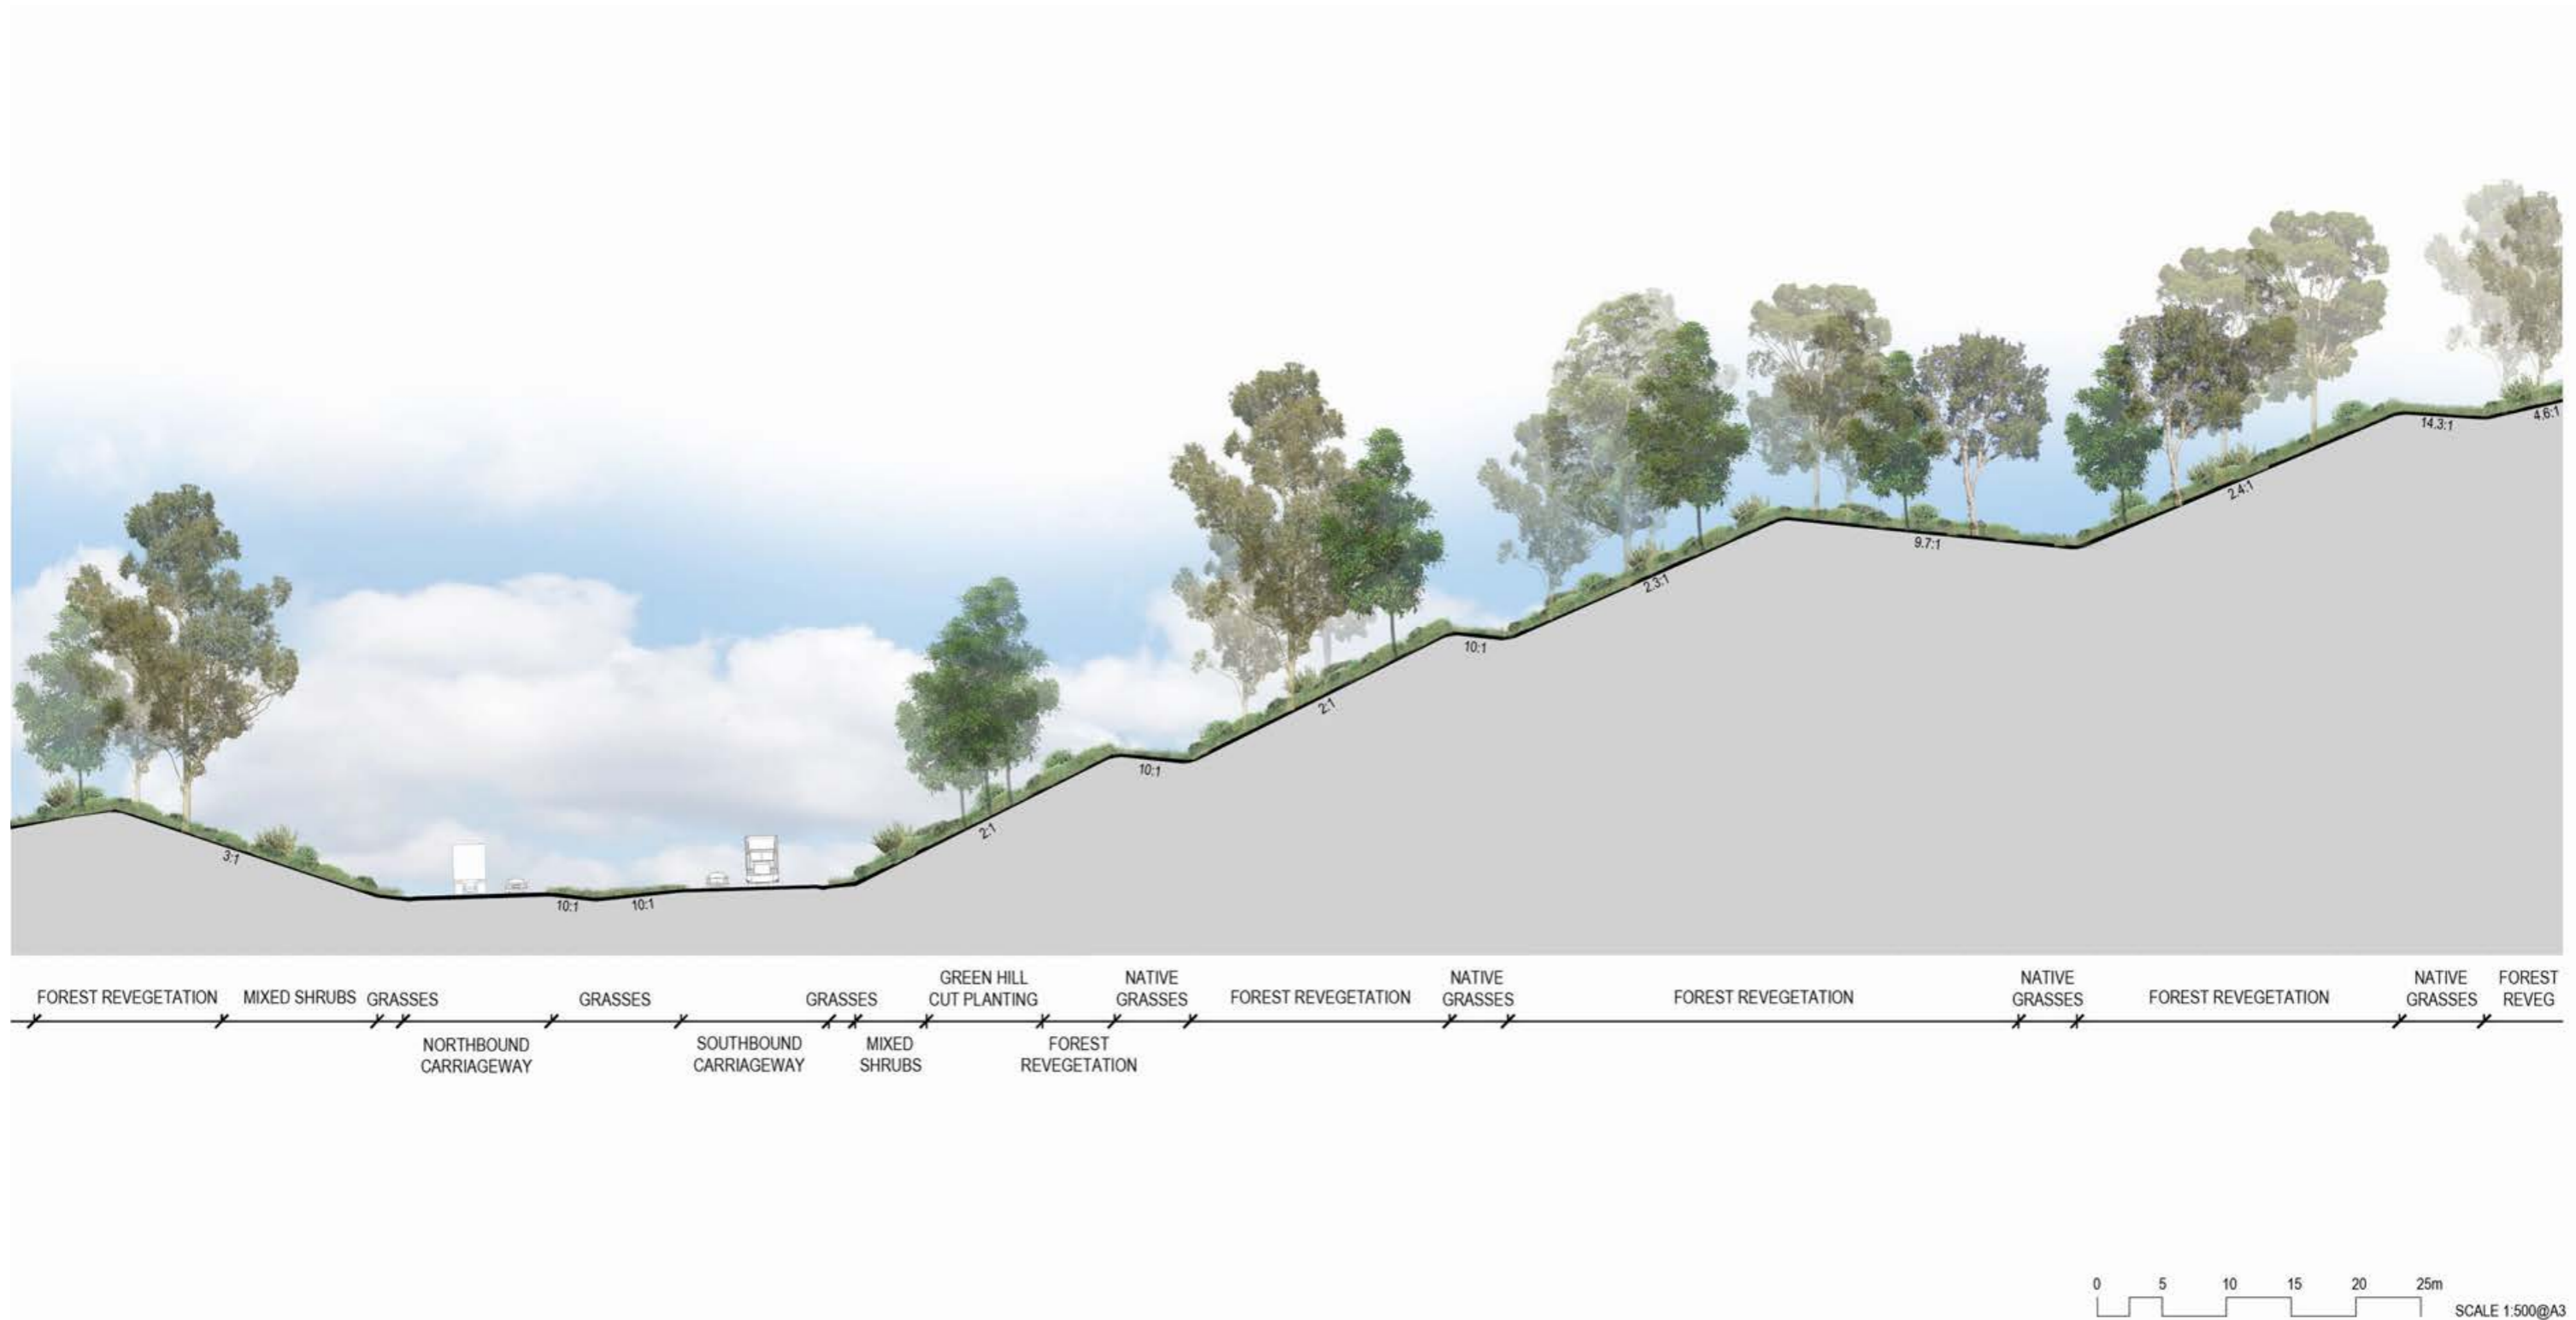 3:1
10:1
10:1
2:1
10:1
2:1
10:1
2.3:1
9.7:1
2.4:1
14.3:1
4.6:1
FOREST REVEGETATION
MIXED SHRUBS
GRASSES
NORTHBOUND
CARRIAGEWAY
GRASSES
SOUTHBOUND
CARRIAGEWAY
GRASSES
MIXED
SHRUBS
GREEN HILL
CUT PLANTING
FOREST
REVEGETATION
NATIVE
GRASSES
FOREST REVEGETATION
NATIVE
GRASSES
FOREST REVEGETATION
NATIVE
GRASSES
FOREST REVEGETATION
NATIVE
GRASSES
FOREST
REVEG
0 5 10 15 20 25m
SCALE 1:500@A3